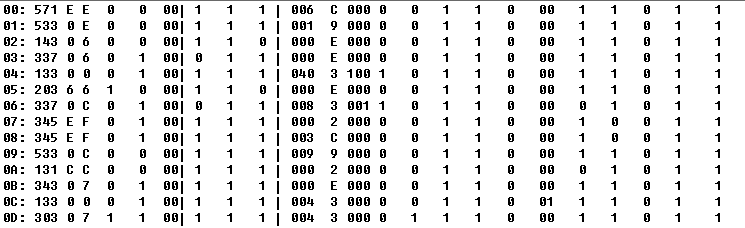 00: 571 E E 0 0 00| 1 1 1 | 006 C 000 0 0 1 1 0 00 1 1 0 1 1
01: 533 0 E 0 0 00| 1 1 1 | 001 9 000 0 0 1 1 0 00 1 1 0 1 1
02: 143 0 6 0 0 00| 1 1 0 | 000 E 000 0 0 1 1 0 00 1 1 0 1 1
03: 337 0 6 0 1 00| 0 1 1 | 000 E 000 0 0 1 1 0 00 1 1 0 1 1
04: 133 0 0 0 1 00| 1 1 1 | 040 3 100 1 0 1 1 0 00 1 1 0 1 1
05: 203 6 6 1 0 00| 1 1 0 | 000 E 000 0 0 1 1 0 00 1 1 0 1 1
06: 337 0 C 0 1 00| 0 1 1 | 008 3 001 1 0 1 1 0 00 0 1 0 1 1
07: 345 E F 0 1 00| 1 1 1 | 000 2 000 0 0 1 1 0 00 1 0 0 1 1
08: 345 E F 0 1 00| 1 1 1 | 003 C 000 0 0 1 1 0 00 1 0 0 1 1
09: 533 0 C 0 0 00| 1 1 1 | 009 9 000 0 0 1 1 0 00 1 1 0 1 1
0A: 131 C C 0 0 00| 1 1 1 | 000 2 000 0 0 1 1 0 00 0 1 0 1 1
0B: 343 0 7 0 1 00| 1 1 1 | 000 E 000 0 0 1 1 0 00 1 1 0 1 1
0C: 133 0 0 0 1 00| 1 1 1 | 004 3 000 0 0 1 1 0 01 1 1 0 1 1
0D: 303 0 7 1 1 00| 1 1 1 | 004 3 000 0 1 1 1 0 00 1 1 0 1 1